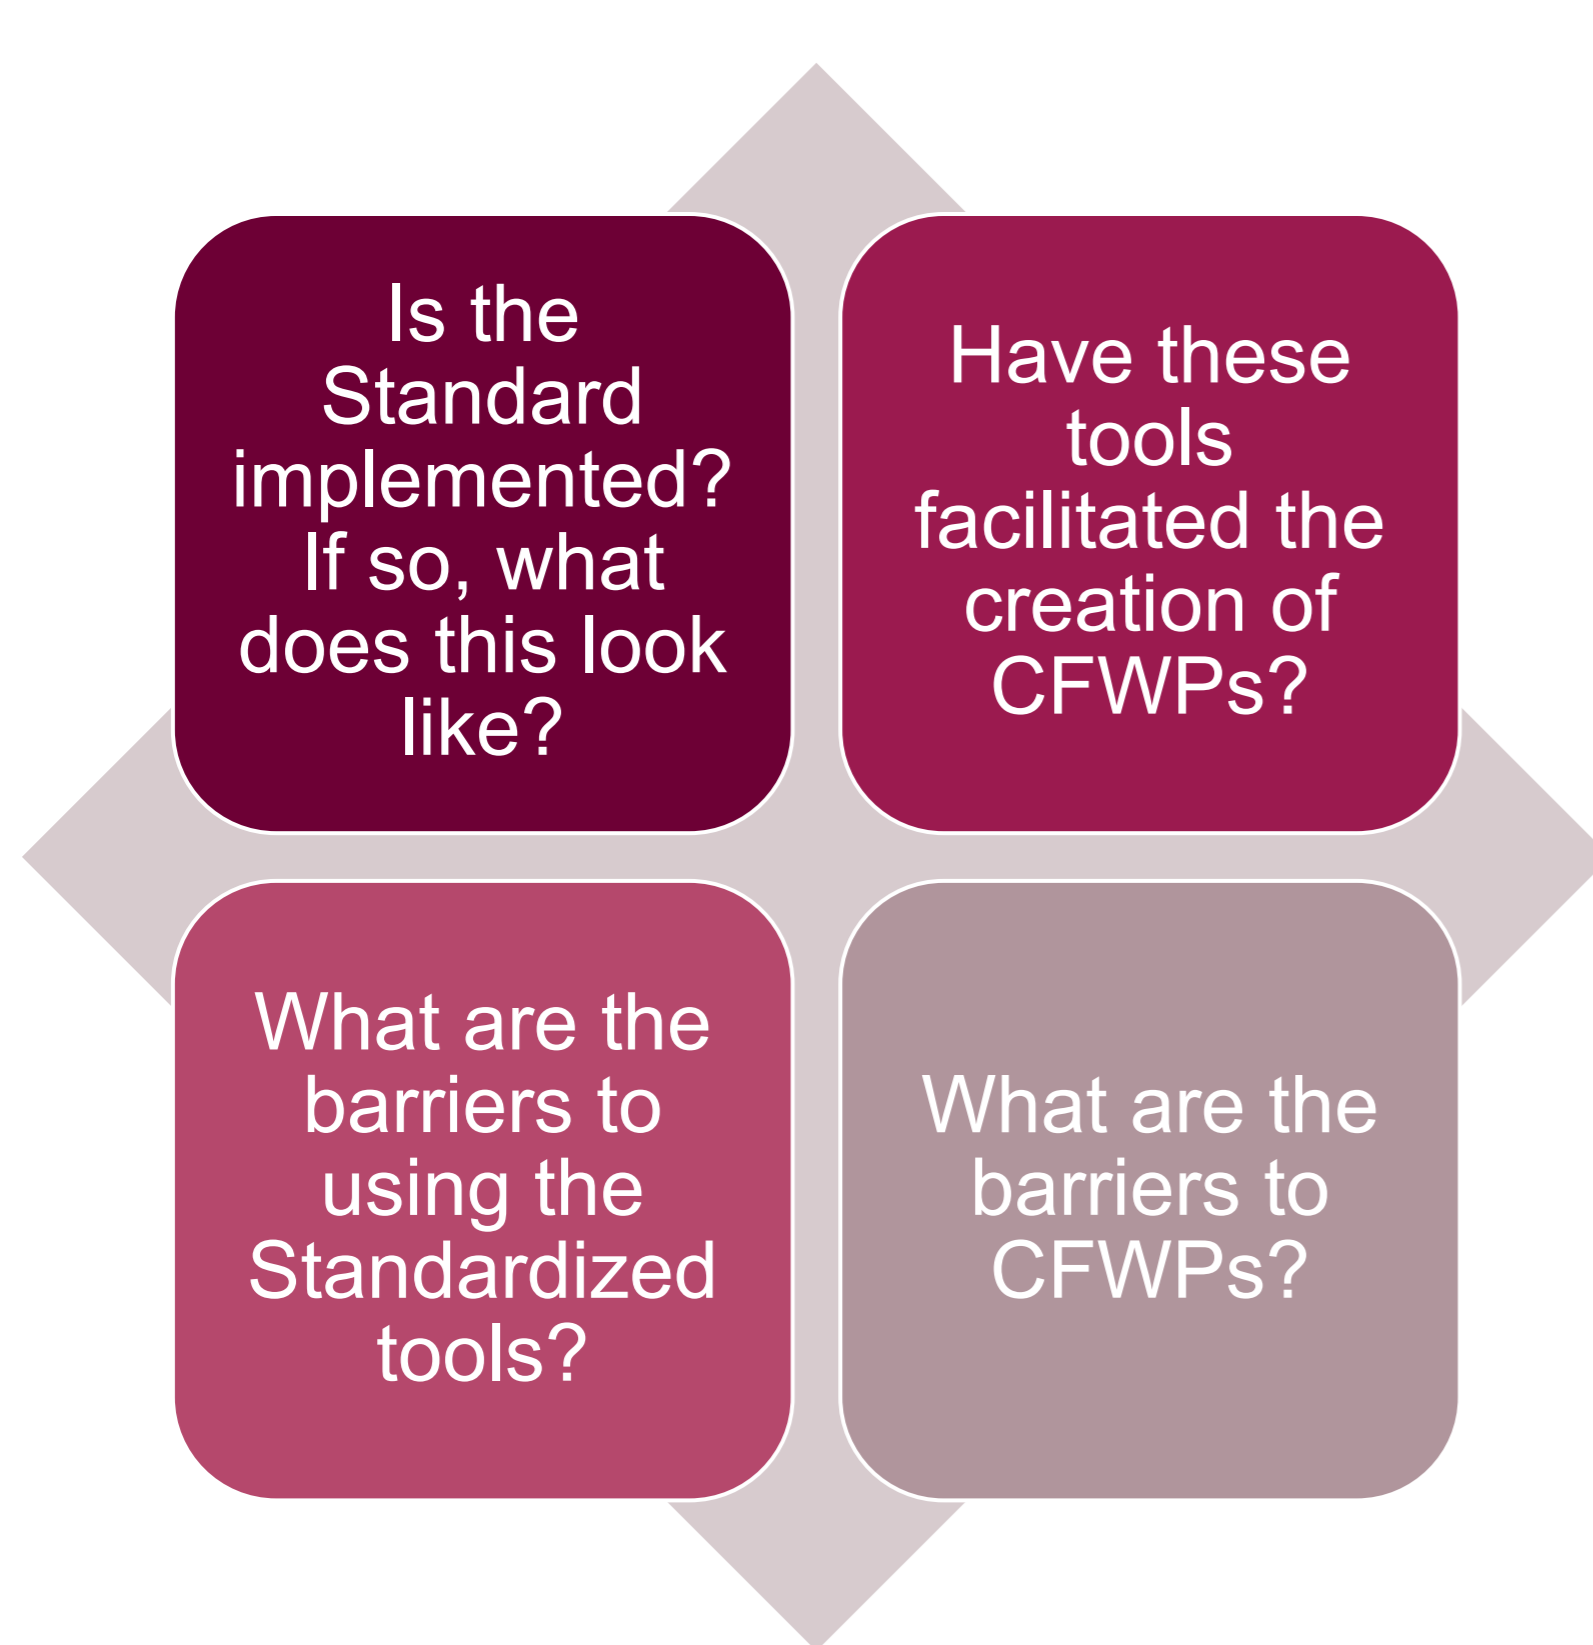 Is the
Standard
implemented?
If so, what
does this look
like?
Have these
tools
facilitated the
creation of
CFWPs?
What are the
barriers to
using the
Standardized
tools?
What are the
barriers to
CFWPs?